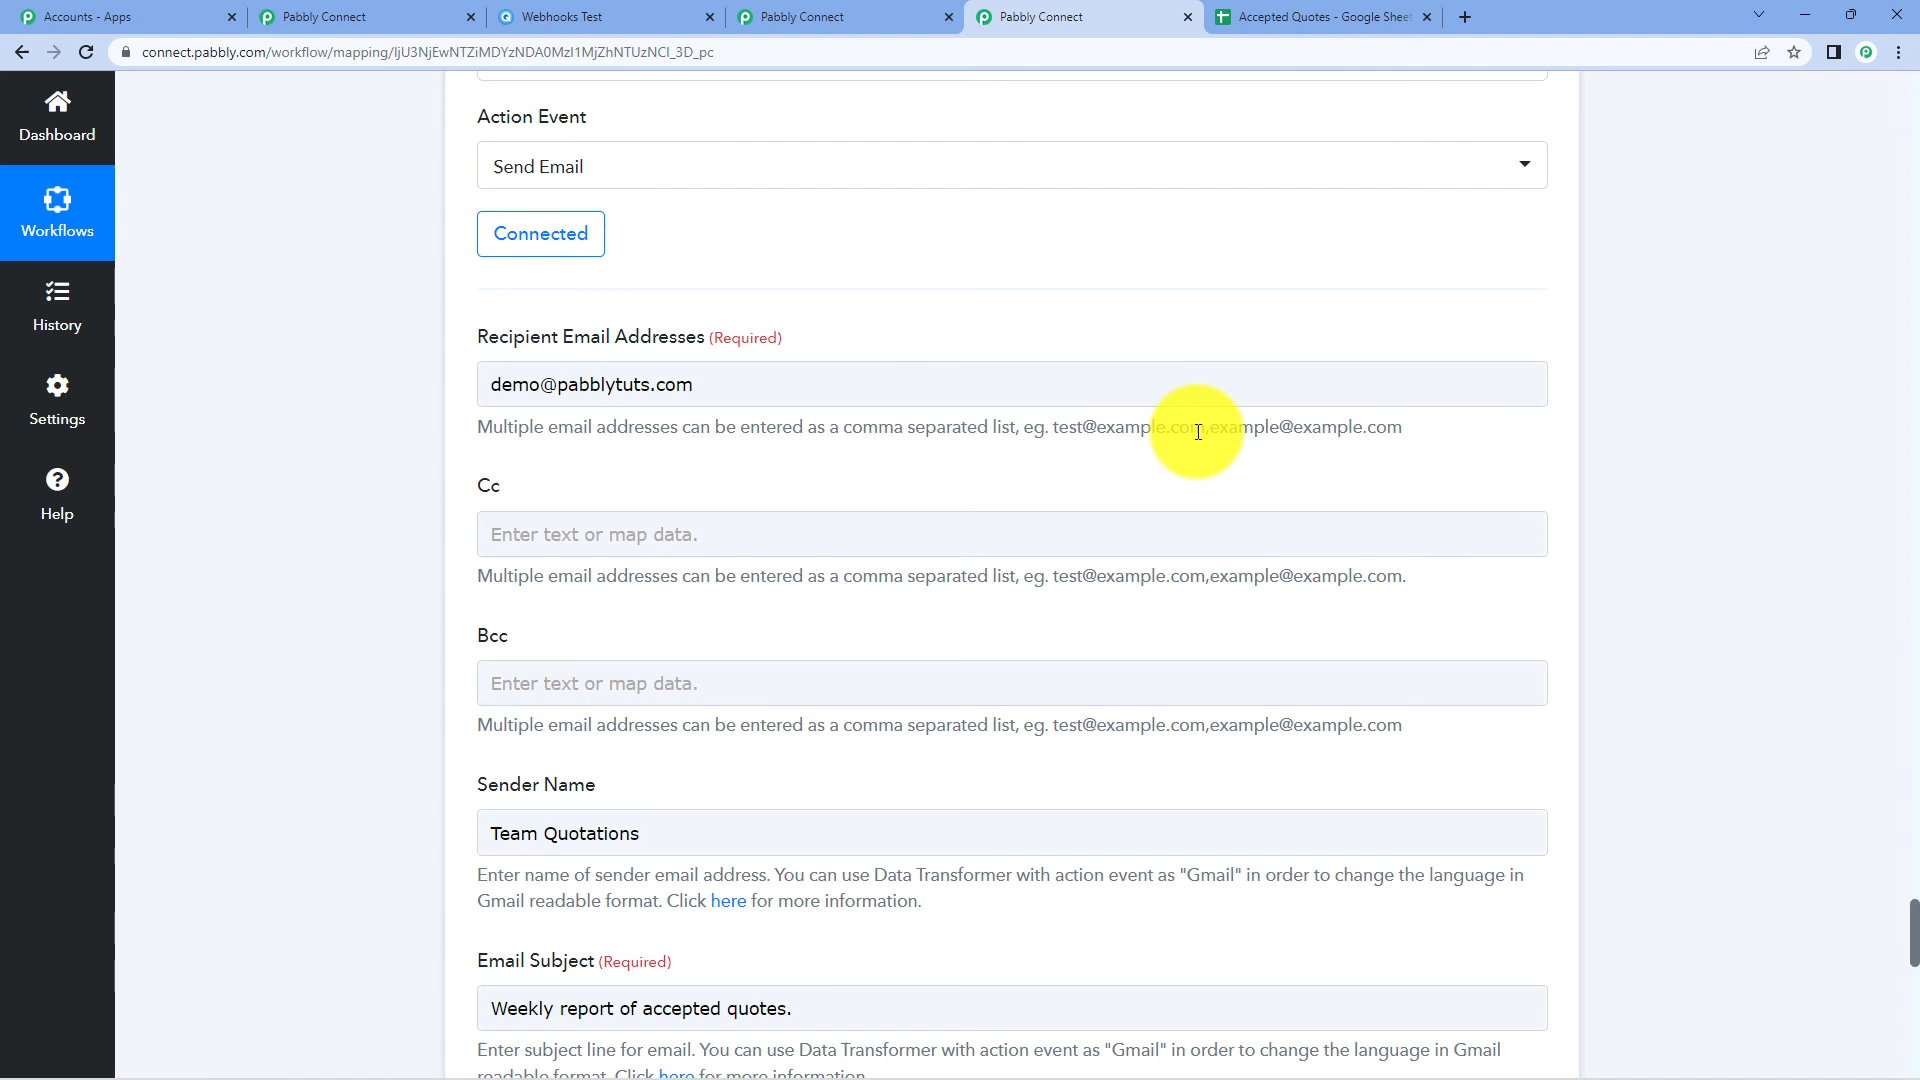 Accounts - Apps
Pabbly Connect
Webhooks Test
Pabbly Connect
Pabbly Connect
Accepted Quotes - Google Sheet
connect.pabbly.com/workflow/mapping/IjU3NjEwNTZiMDYzNDA0MzI1MjZhNTUzNCI_3D_pc
Dashboard
Workflows
History
Settings
Help
Action Event
Send Email
Connected
Recipient Email Addresses (Required)
demo@pabblytuts.com
Multiple email addresses can be entered as a comma separated list, eg. test@example.com,example@example.com
Cc
Enter text or map data.
Multiple email addresses can be entered as a comma separated list, eg. test@example.com,example@example.com.
Bcc
Enter text or map data.
Multiple email addresses can be entered as a comma separated list, eg. test@example.com,example@example.com
Sender Name
Team Quotations
Enter name of sender email address. You can use Data Transformer with action event as "Gmail" in order to change the language in
Gmail readable format. Click here for more information.
Email Subject (Required)
Weekly report of accepted quotes.
Enter subject line for email. You can use Data Transformer with action event as "Gmail" in order to change the language in Gmail
readable format. Click here for more information.